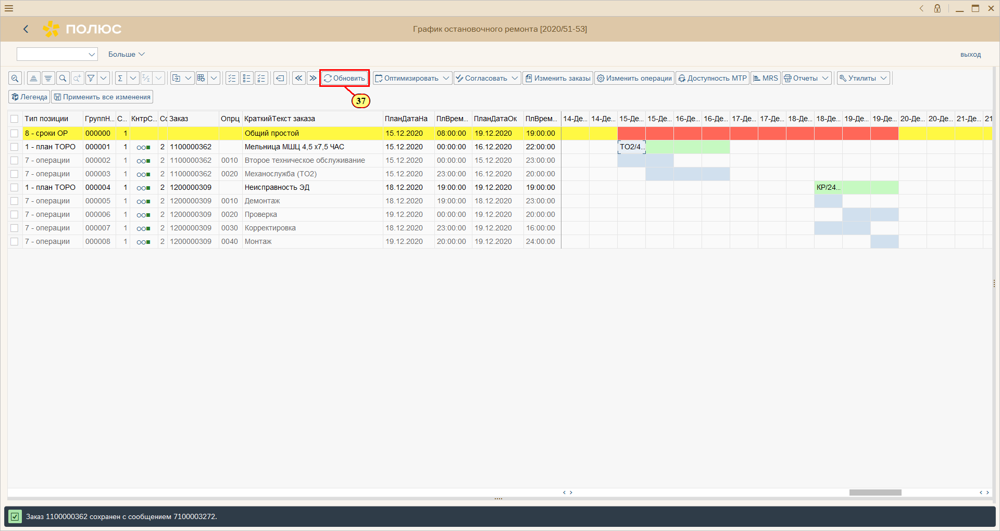 ПОЛЮС
График остановочного ремонта [2020/51-53]
Больше
выход
Обновить Оптимизировать Согласовать Изменить заказы Изменить операции Доступность МТР MRS Отчеты Утилиты
Легенда Применить все изменения
37
Тип позиции ГруппН... С... КнтрС... Сс Заказ Опрц КраткийТекст заказа ПланДатаНа ПлВрем... ПланДатаОк ПлВрем... 14-Де... 14-Де... 15-Де... 15-Де... 16-Де... 16-Де... 17-Де... 17-Де... 18-Де... 18-Де... 19-Де... 19-Де... 20-Де... 20-Де... 21-Де... 21
8 - сроки ОР 000000 1 Общий простой 15.12.2020 08:00:00 19.12.2020 19:00:00
1 - план ТОРО 000001 1 2 1100000362 Мельница МШЦ 4,5 х7,5 ЧАС 15.12.2020 00:00:00 16.12.2020 22:00:00 ТО2/4...
7 - операции 000002 1 2 1100000362 0010 Второе техническое обслуживание 15.12.2020 00:00:00 15.12.2020 23:00:00
7 - операции 000003 1 2 1100000362 0020 Механослужба (ТО2) 15.12.2020 23:00:00 16.12.2020 20:00:00
1 - план ТОРО 000004 1 2 1200000309 Неисправность ЭД 18.12.2020 19:00:00 19.12.2020 19:00:00 КР/24...
7 - операции 000005 1 2 1200000309 0010 Демонтаж 18.12.2020 19:00:00 18.12.2020 23:00:00
7 - операции 000006 1 2 1200000309 0020 Проверка 19.12.2020 00:00:00 19.12.2020 20:00:00
7 - операции 000007 1 2 1200000309 0030 Корректировка 18.12.2020 23:00:00 19.12.2020 16:00:00
7 - операции 000008 1 2 1200000309 0040 Монтаж 19.12.2020 20:00:00 19.12.2020 24:00:00
Заказ 1100000362 сохранен с сообщением 7100003272.